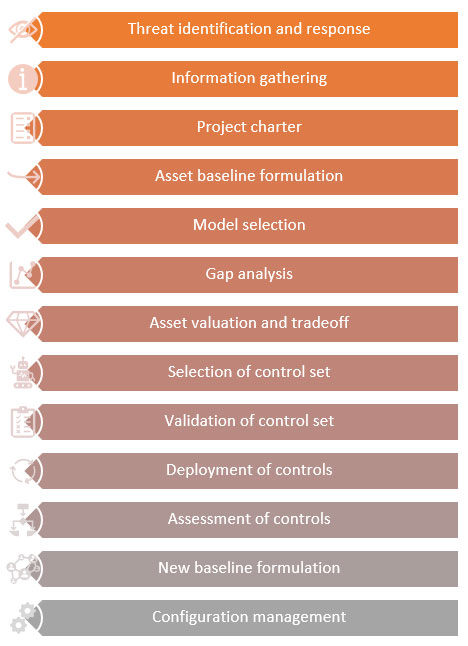 Threat identification and response
Information gathering
Project charter
Asset baseline formulation
Model selection
Gap analysis
Asset valuation and tradeoff
Selection of control set
Validation of control set
Deployment of controls
Assessment of controls
New baseline formulation
Configuration management